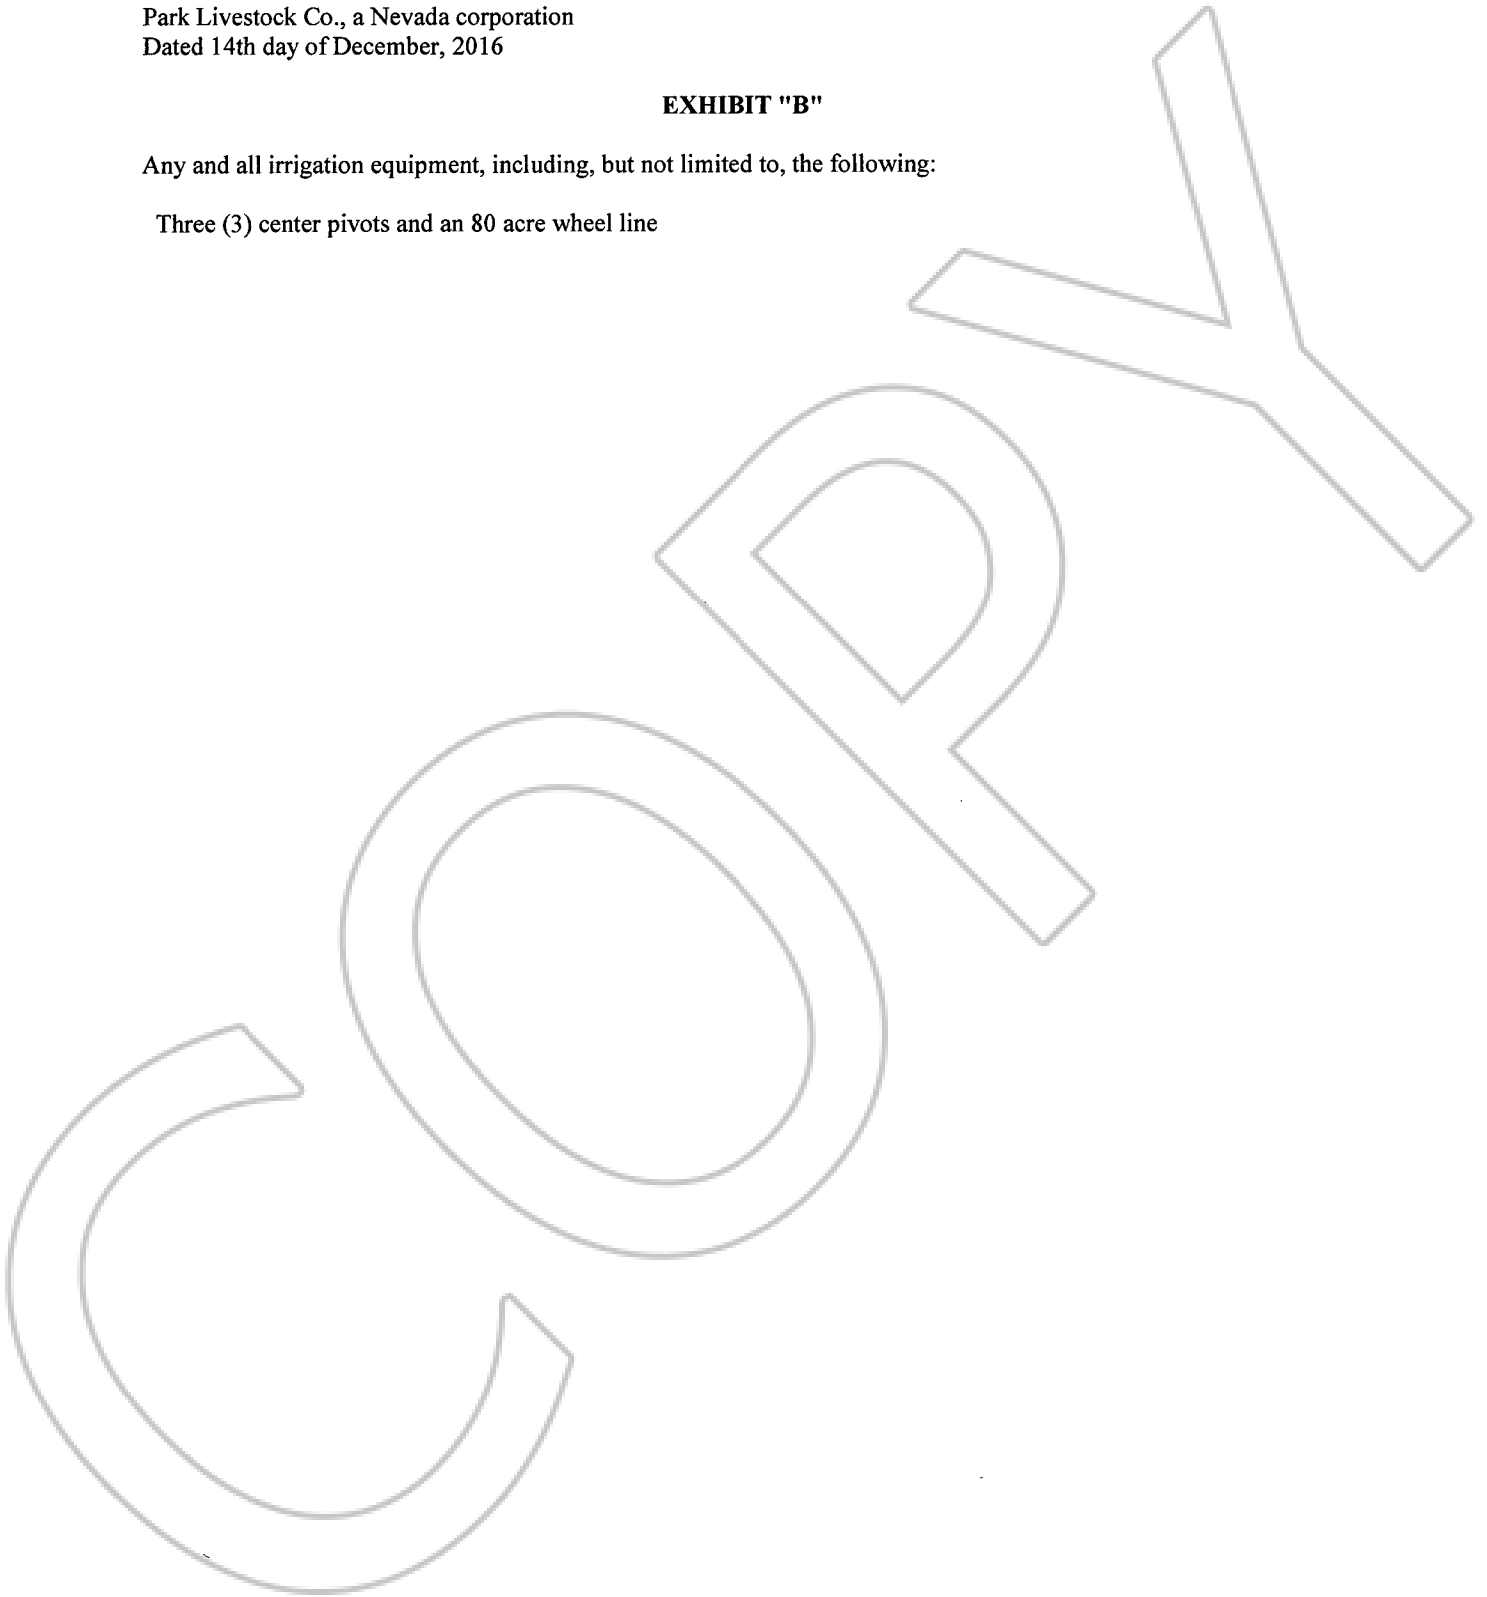 Park Livestock Co., a Nevada corporation
Dated 14th day of December, 2016
EXHIBIT "B"
Any and all irrigation equipment, including, but not limited to, the following:
Three (3) center pivots and an 80 acre wheel line
COPY